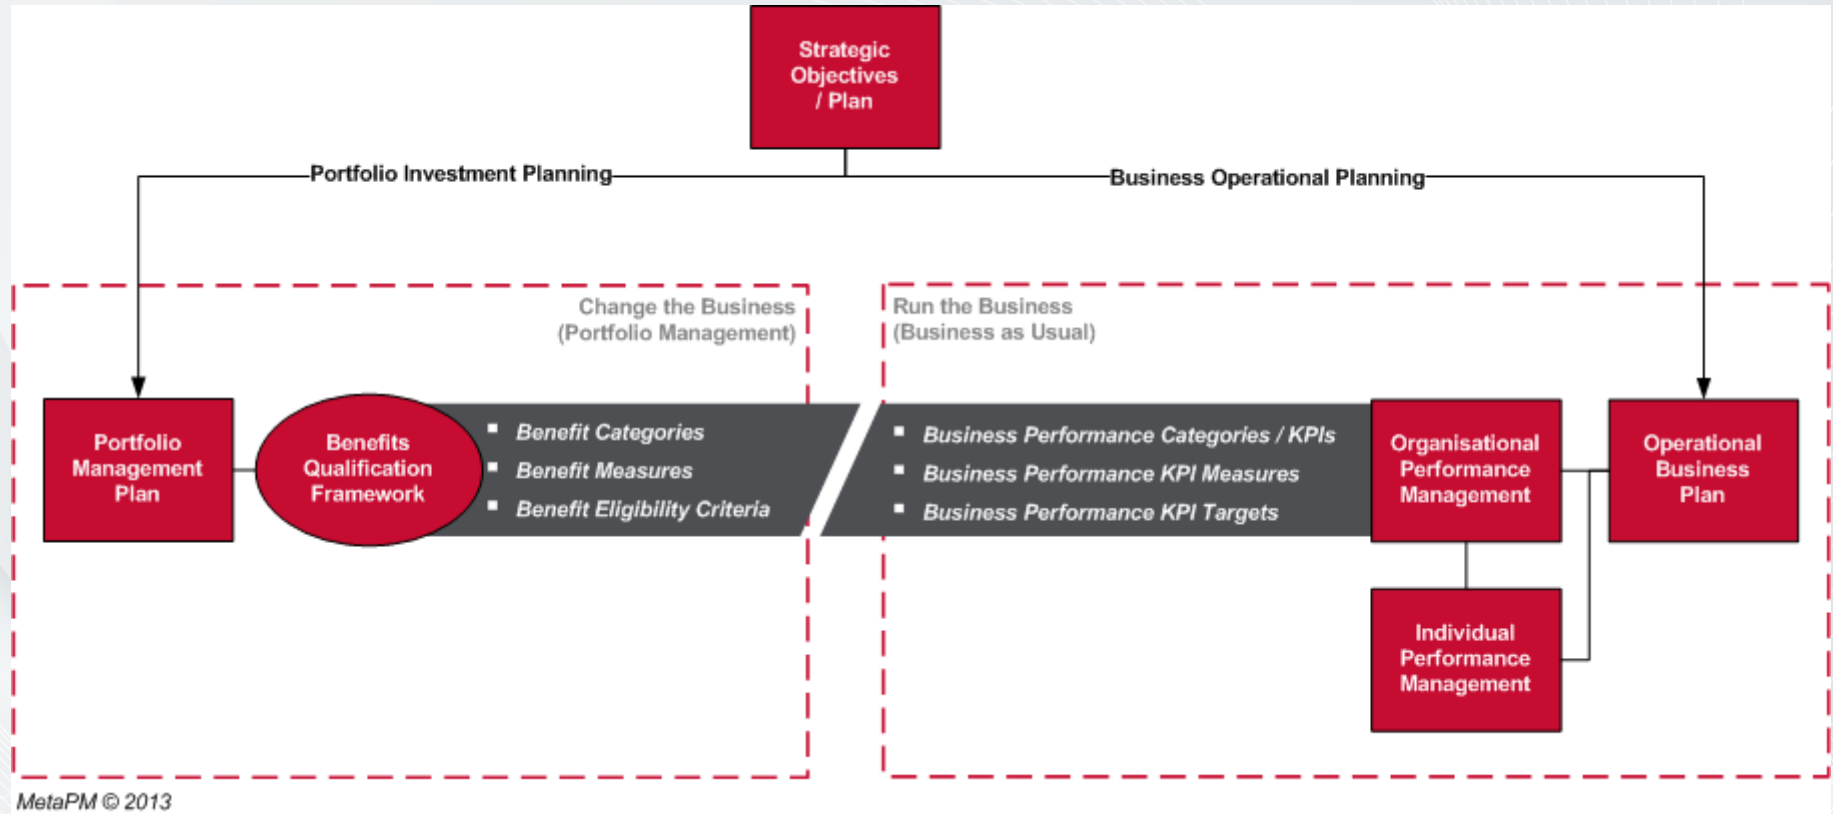 Strategic
Objectives
/ Plan
Portfolio Investment Planning
Business Operational Planning
Change the Business
(Portfolio Management)
Run the Business
(Business as Usual)
Portfolio
Management
Plan
Benefits
Qualification
Framework
Benefit Categories
Benefit Measures
Benefit Eligibility Criteria
Business Performance Categories / KPIs
Business Performance KPI Measures
Business Performance KPI Targets
Organisational
Performance
Management
Operational
Business
Plan
Individual
Performance
Management
MetaPM © 2013